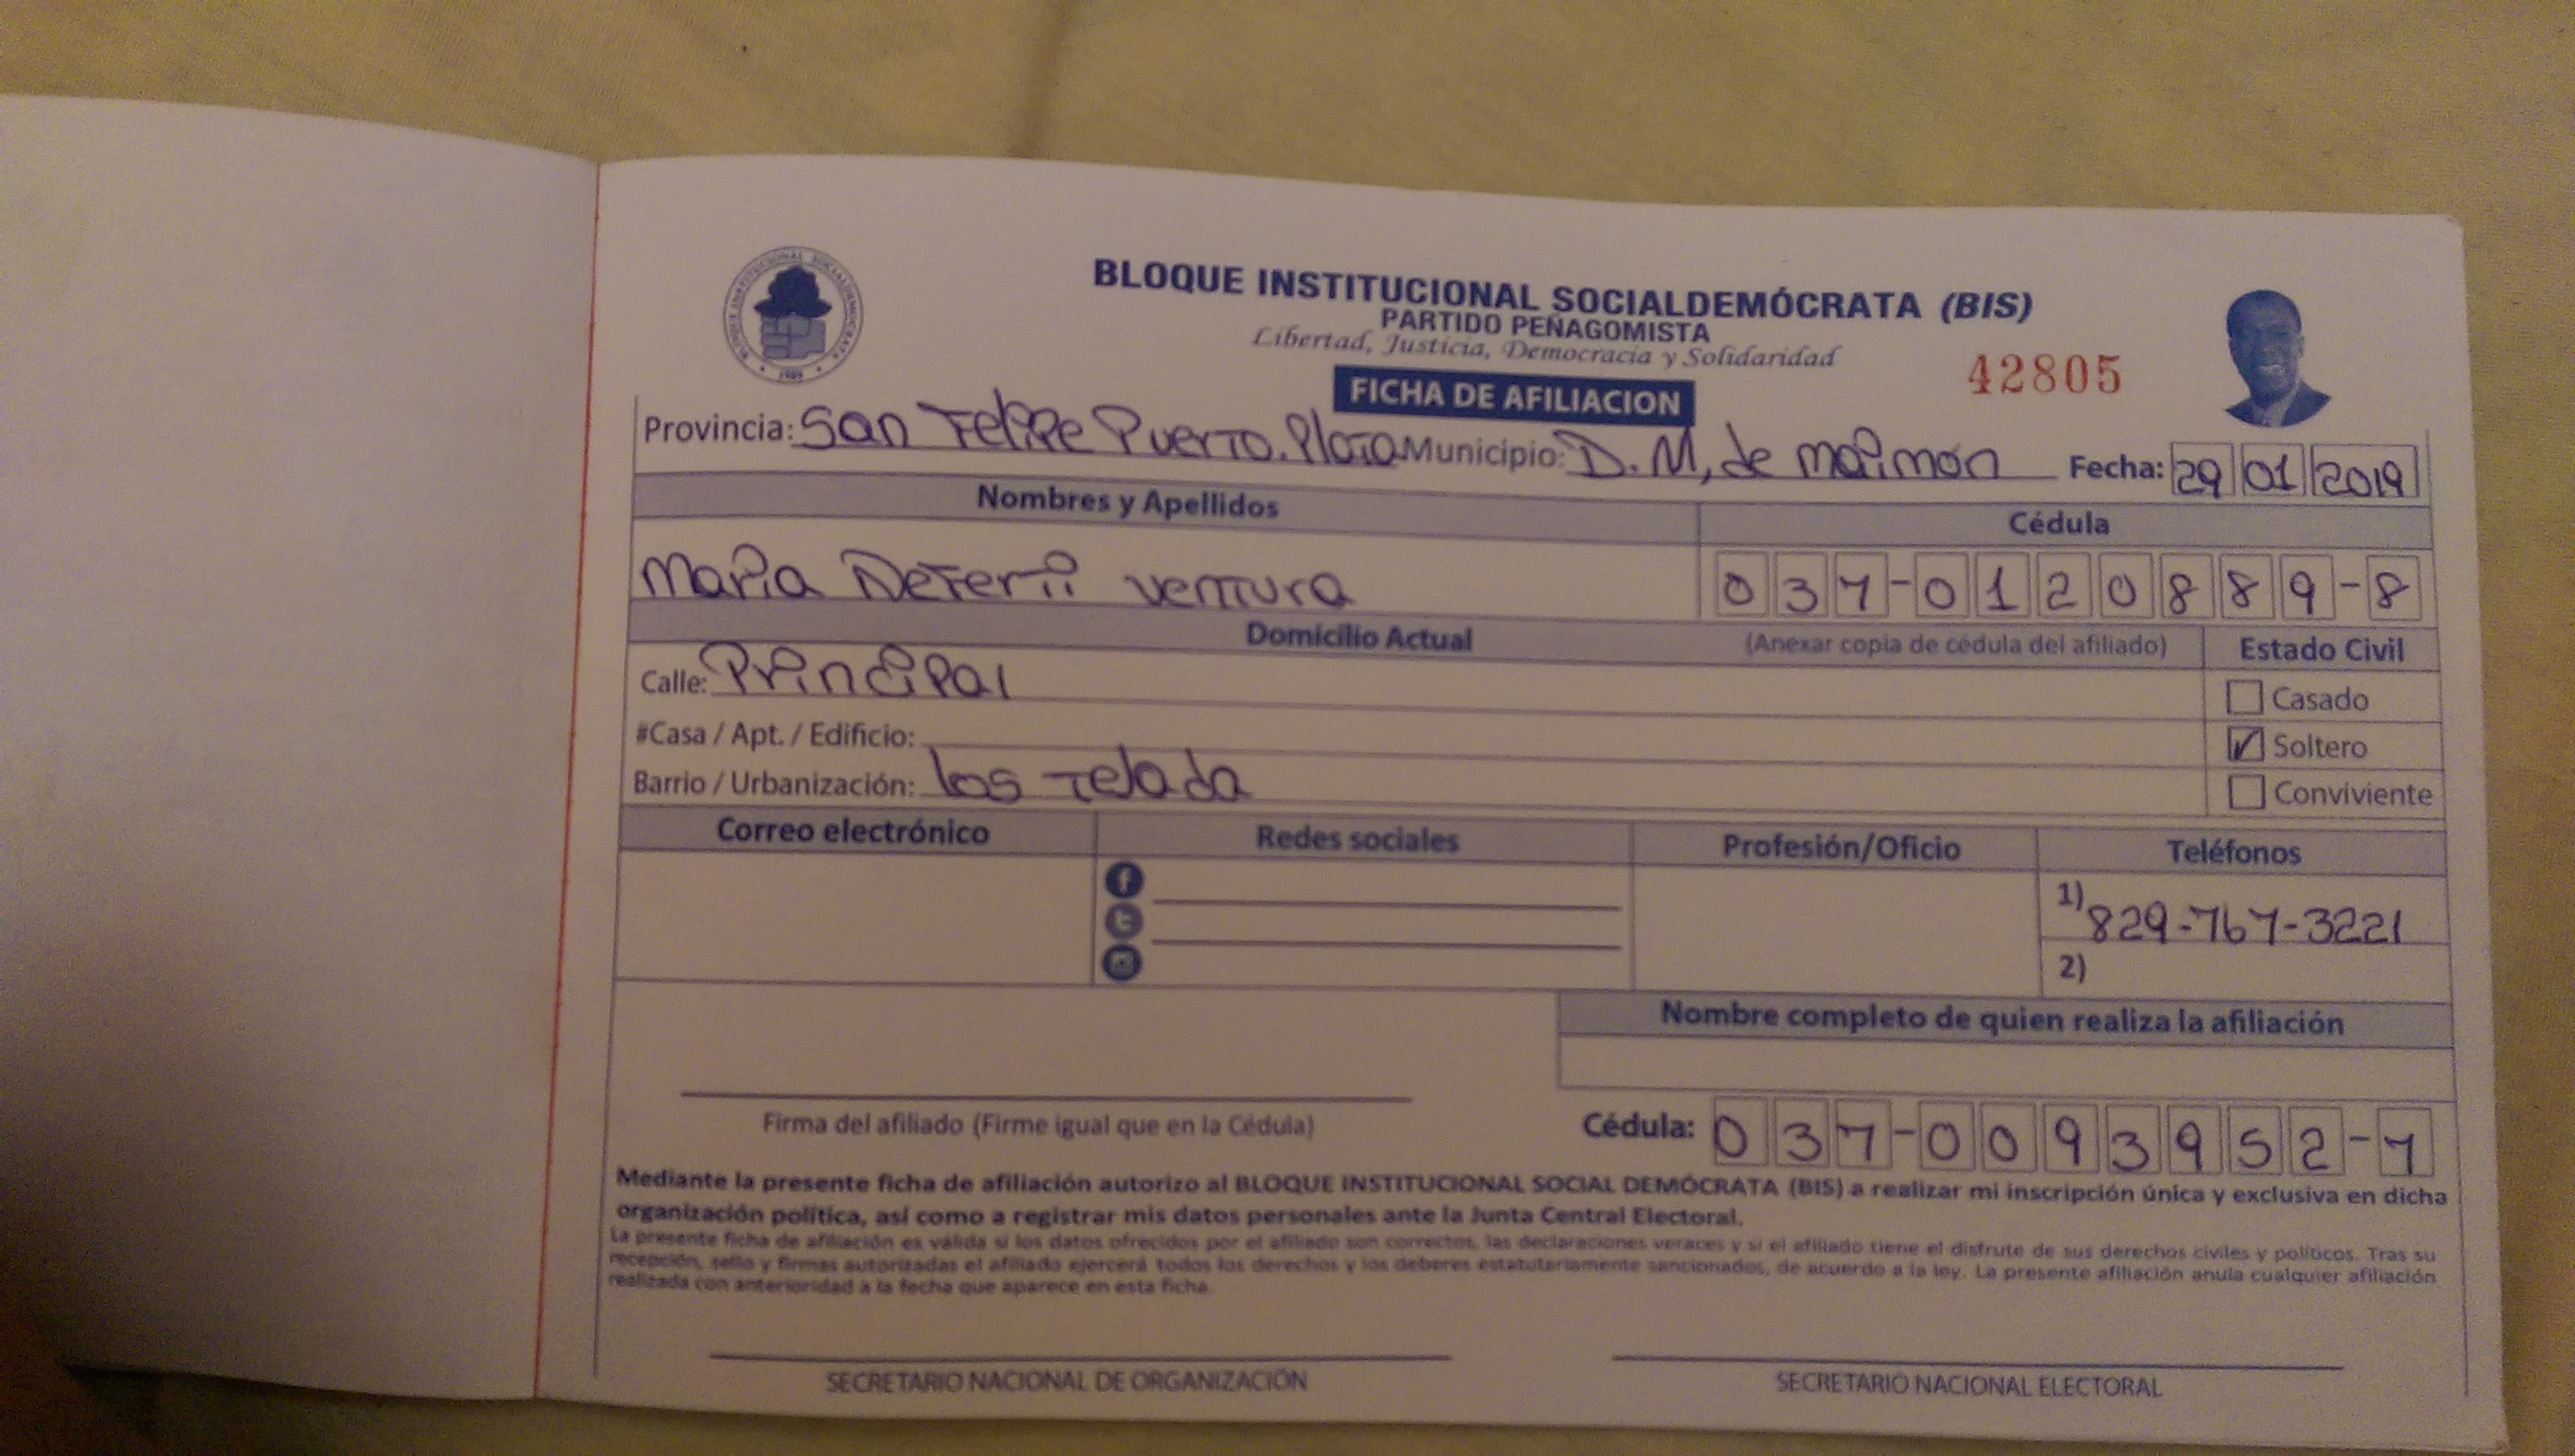 BLOQUE INSTITUCIONAL SOCIALDEMOCRATA
1989
BLOQUE INSTITUCIONAL SOCIALDEMÓCRATA (BIS)
PARTIDO PEÑAGOMISTA
Libertad, Justicia, Democracia y Solidaridad
42805
FICHA DE AFILIACION
Provincia: San Felipe Puerto. Plata Municipio: D. M, de maimón Fecha: 29 01 2019
Nombres y Apellidos Cédula
Maria Deferii ventura 037-0120889-8
Domicilio Actual (Anexar copia de cédula del afiliado) Estado Civil
Calle: Principal Casado
#Casa / Apt. / Edificio: Soltero
Barrio / Urbanización: los Telada Conviviente
Correo electrónico Redes sociales Profesión/Oficio Teléfonos
1) 829-767-3221
2)
Nombre completo de quien realiza la afiliación
Firma del afiliado (Firme igual que en la Cédula) Cédula: 037-0093952-7
Mediante la presente ficha de afiliación autorizo al BLOQUE INSTITUCIONAL SOCIAL DEMÓCRATA (BIS) a realizar mi inscripción única y exclusiva en dicha
organización política, así como a registrar mis datos personales ante la Junta Central Electoral.
La presente ficha de afiliación es válida si los datos ofrecidos por el afiliado son correctos, las declaraciones veraces y si el afiliado tiene el disfrute de sus derechos civiles y políticos. Tras su
recepción, sello y firmas autorizadas el afiliado ejercerá todos los derechos y los deberes estatutariamente sancionados, de acuerdo a la ley. La presente afiliación anula cualquier afiliación
realizada con anterioridad a la fecha que aparece en esta ficha.
SECRETARIO NACIONAL DE ORGANIZACIÓN SECRETARIO NACIONAL ELECTORAL